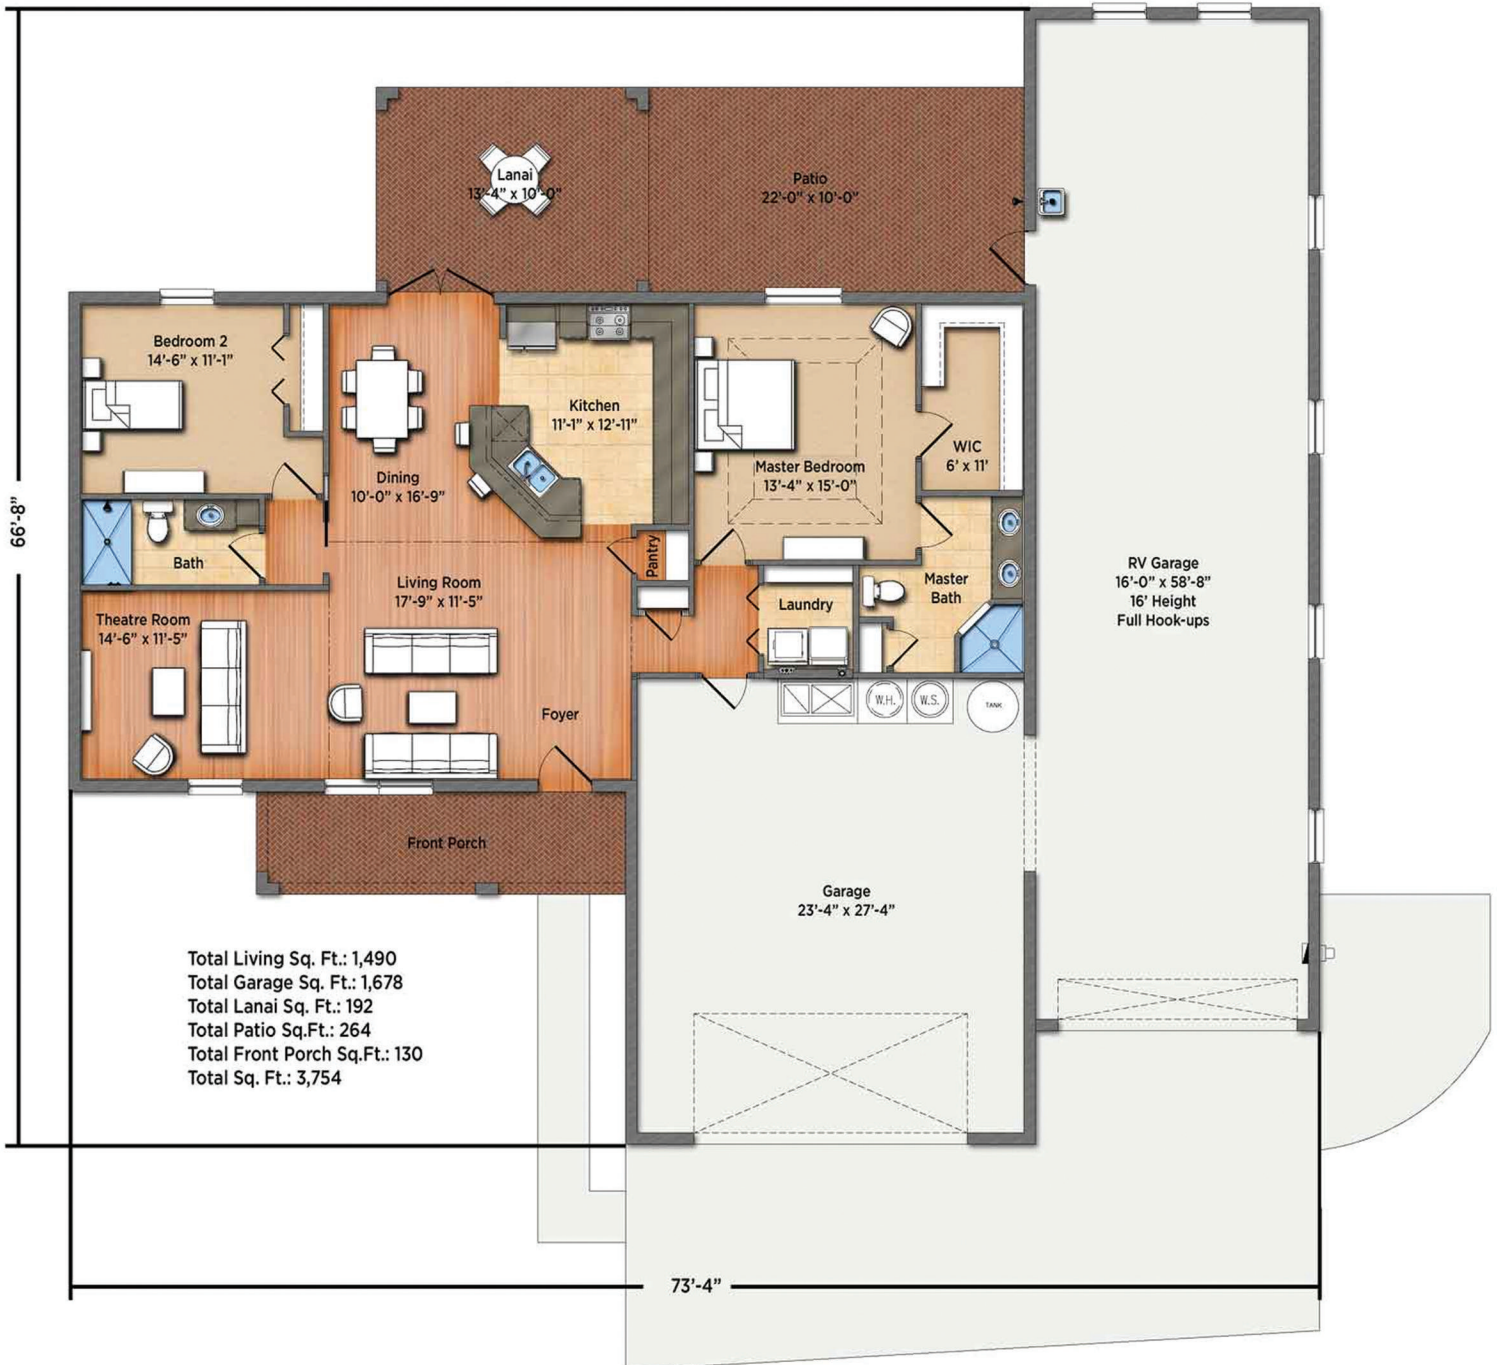 Lanai
13'-4" x 10'-0"
Patio
22'-0" x 10'-0"
Bedroom 2
14'-6" x 11'-1"
Kitchen
11'-1" x 12'-11"
Dining
10'-0" x 16'-9"
Master Bedroom
13'-4" x 15'-0"
WIC
6' x 11'
66'-8"
Bath
Pantry
Living Room
17'-9" x 11'-5"
Laundry
Master
Bath
RV Garage
16'-0" x 58'-8"
16' Height
Full Hook-ups
Theatre Room
14'-6" x 11'-5"
Foyer
W.H.
W.S.
TANK
Front Porch
Garage
23'-4" x 27'-4"
Total Living Sq. Ft.: 1,490
Total Garage Sq. Ft.: 1,678
Total Lanai Sq. Ft.: 192
Total Patio Sq.Ft.: 264
Total Front Porch Sq.Ft.: 130
Total Sq. Ft.: 3,754
73'-4"